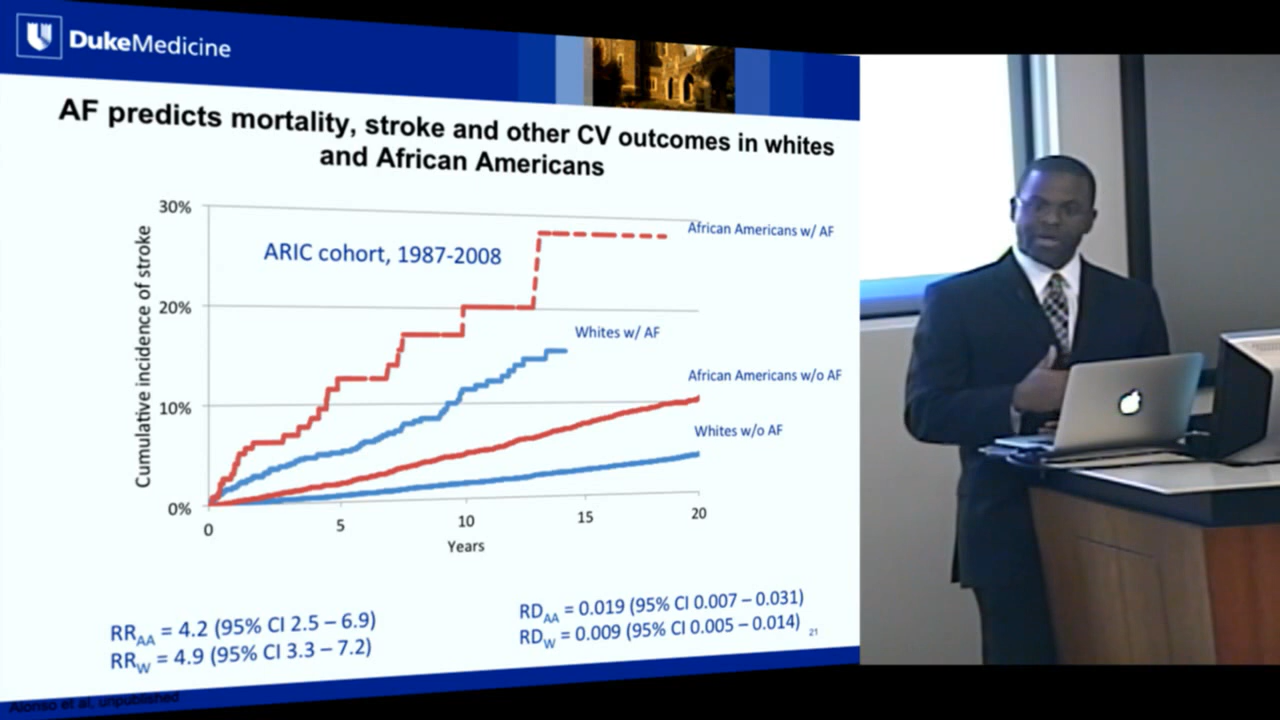 DukeMedicine
AF predicts mortality, stroke and other CV outcomes in whites
and African Americans
30%
20%
10%
0%
Cumulative incidence of stroke
ARIC cohort, 1987-2008
African Americans w/ AF
Whites w/ AF
African Americans w/o AF
Whites w/o AF
0
5
10
15
20
Years
RR_AA = 4.2 (95% CI 2.5 – 6.9)
RR_W = 4.9 (95% CI 3.3 – 7.2)
RD_AA = 0.019 (95% CI 0.007 – 0.031)
RD_W = 0.009 (95% CI 0.005 – 0.014)
21
Alonso et al, unpublished